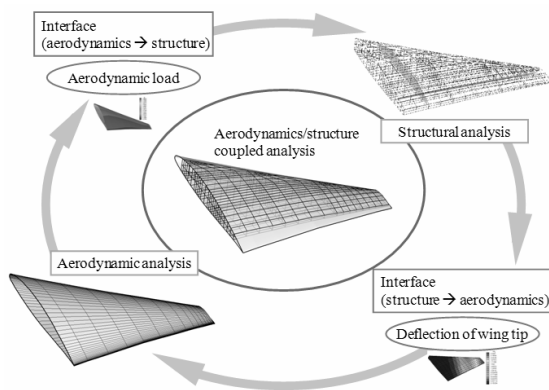 Interface
(aerodynamics → structure)
Aerodynamic load
Structural analysis
Aerodynamics/structure
coupled analysis
Aerodynamic analysis
Interface
(structure → aerodynamics)
Deflection of wing tip